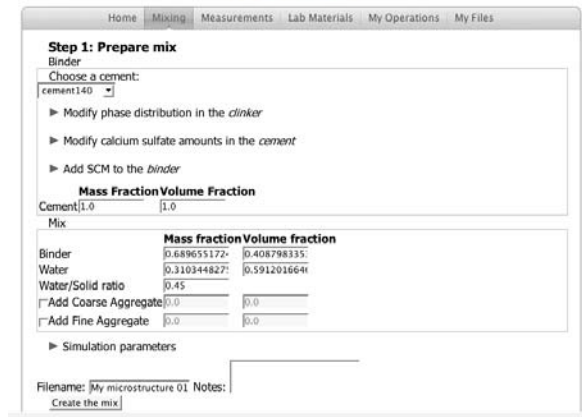 Home Mixing Measurements Lab Materials My Operations My Files
Step 1: Prepare mix
Binder
Choose a cement:
cement140
Modify phase distribution in the clinker
Modify calcium sulfate amounts in the cement
Add SCM to the binder
Mass Fraction Volume Fraction
Cement 1.0 1.0
Mix
Mass fraction Volume fraction
Binder 0.689655172 0.408798335
Water 0.310344827 0.591201664
Water/Solid ratio 0.45
Add Coarse Aggregate 0.0 0.0
Add Fine Aggregate 0.0 0.0
Simulation parameters
Filename: My microstructure 01 Notes:
Create the mix